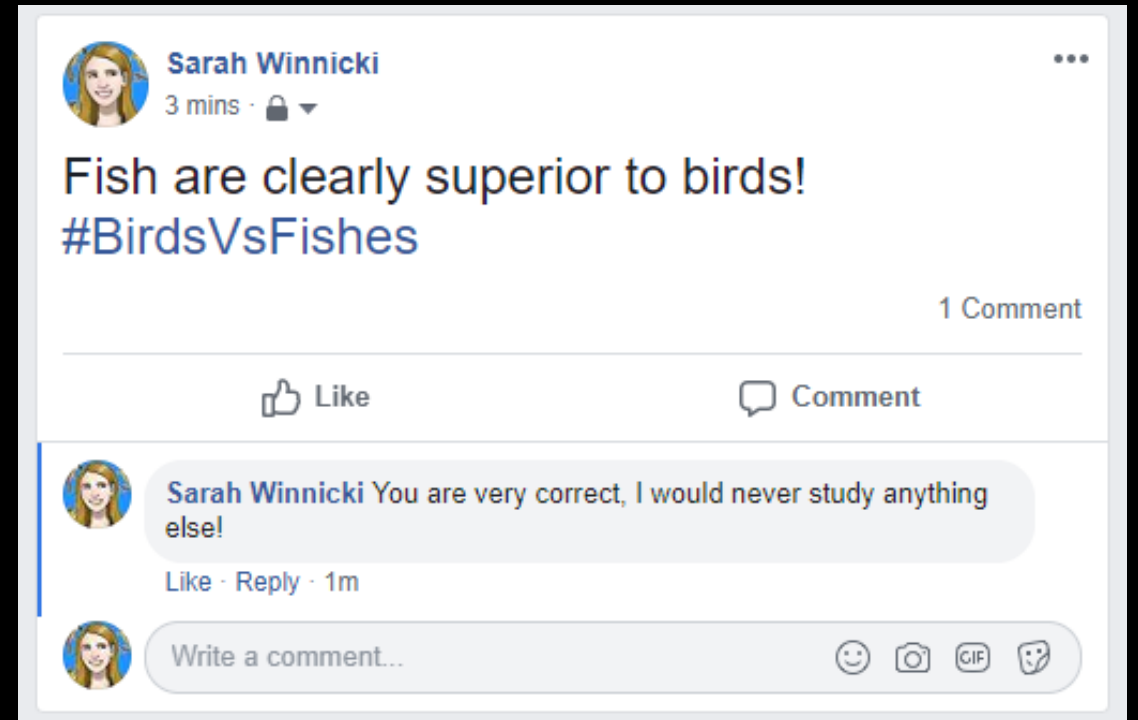 Sarah Winnicki
3 mins ·
Fish are clearly superior to birds!
#BirdsVsFishes
1 Comment
Like
Comment
Sarah Winnicki You are very correct, I would never study anything
else!
Like · Reply · 1m
Write a comment...
GIF